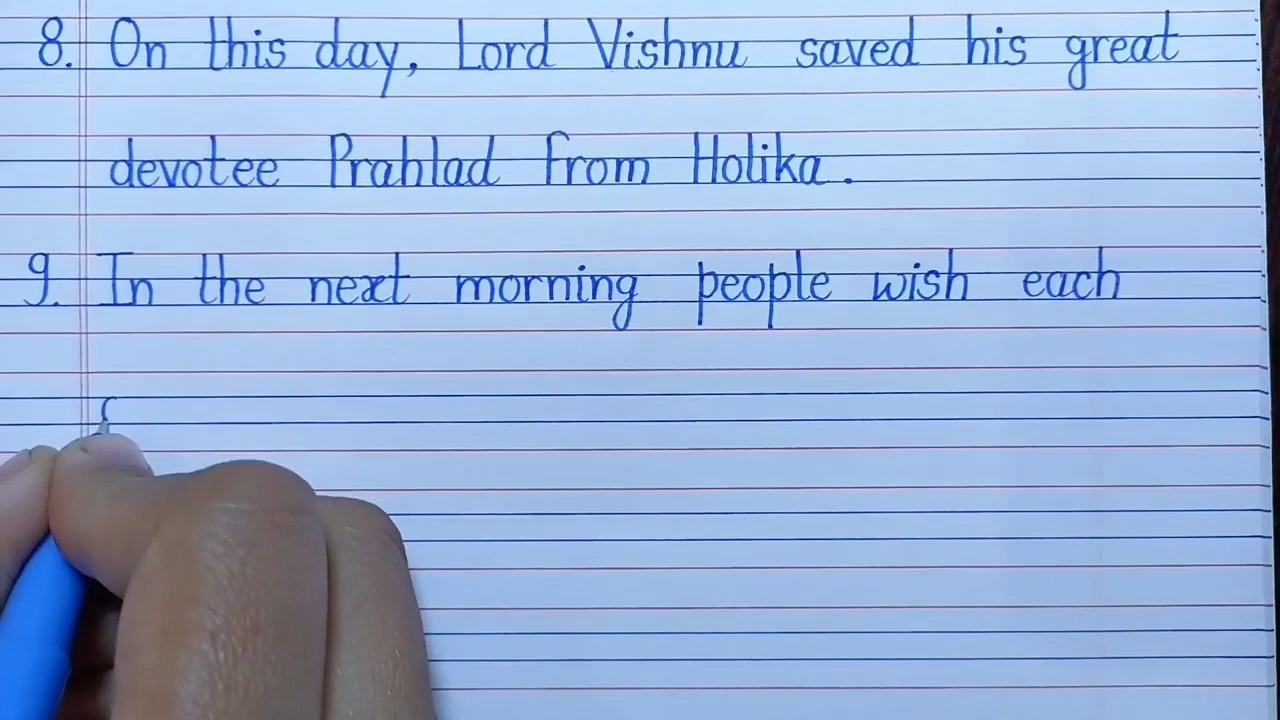 8. On this day, Lord Vishnu saved his great
devotee Prahlad from Holika.
9. In the next morning people wish each